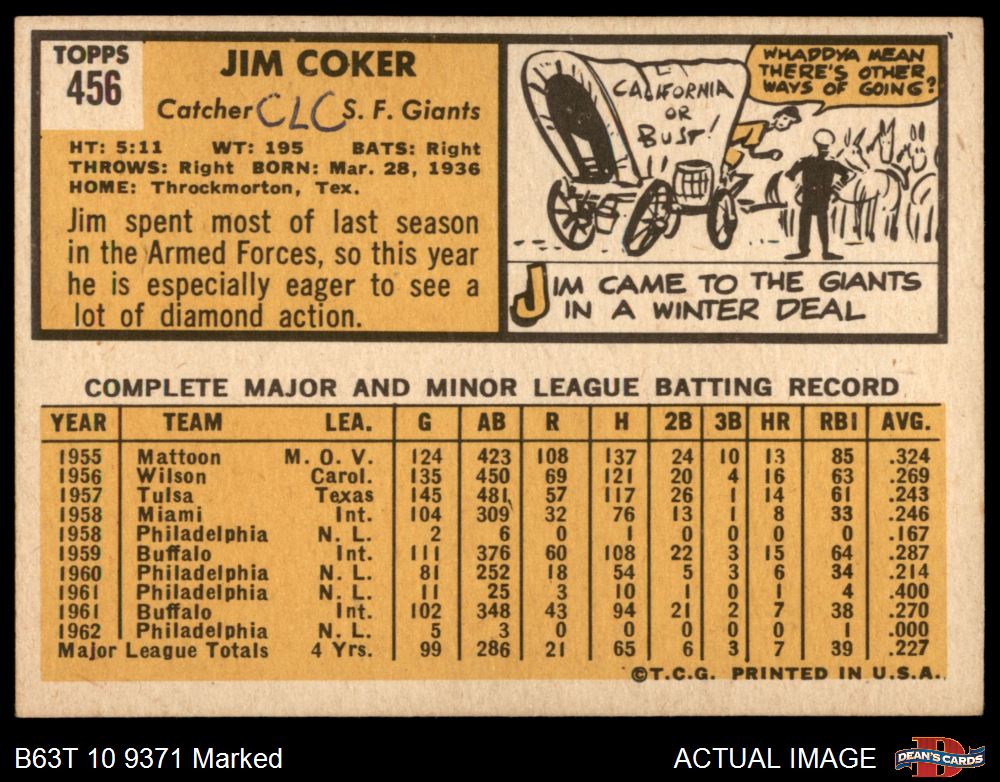 TOPPS
456
JIM COKER
Catcher CLC S. F. Giants
HT: 5:11 WT: 195 BATS: Right
THROWS: Right BORN: Mar. 28, 1936
HOME: Throckmorton, Tex.
Jim spent most of last season
in the Armed Forces, so this year
he is especially eager to see a
lot of diamond action.
CALIFORNIA
OR
BUST!
WHADDYA MEAN
THERE'S OTHER
WAYS OF GOING?
JIM CAME TO THE GIANTS
IN A WINTER DEAL
COMPLETE MAJOR AND MINOR LEAGUE BATTING RECORD
YEAR TEAM LEA. G AB R H 2B 3B HR RBI AVG.
1955 Mattoon M. O. V. 124 423 108 137 24 10 13 85 .324
1956 Wilson Carol. 135 450 69 121 20 4 16 63 .269
1957 Tulsa Texas 145 481 57 117 26 1 14 61 .243
1958 Miami Int. 104 309 32 76 13 1 8 33 .246
1958 Philadelphia N. L. 2 6 0 1 0 0 0 0 .167
1959 Buffalo Int. 111 376 60 108 22 3 15 64 .287
1960 Philadelphia N. L. 81 252 18 54 5 3 6 34 .214
1961 Philadelphia N. L. 11 25 3 10 1 0 1 4 .400
1961 Buffalo Int. 102 348 43 94 21 2 7 38 .270
1962 Philadelphia N. L. 5 3 0 0 0 0 0 1 .000
Major League Totals 4 Yrs. 99 286 21 65 6 3 7 39 .227
©T.C.G. PRINTED IN U.S.A.
B63T 10 9371 Marked
ACTUAL IMAGE
DEAN'S CARDS